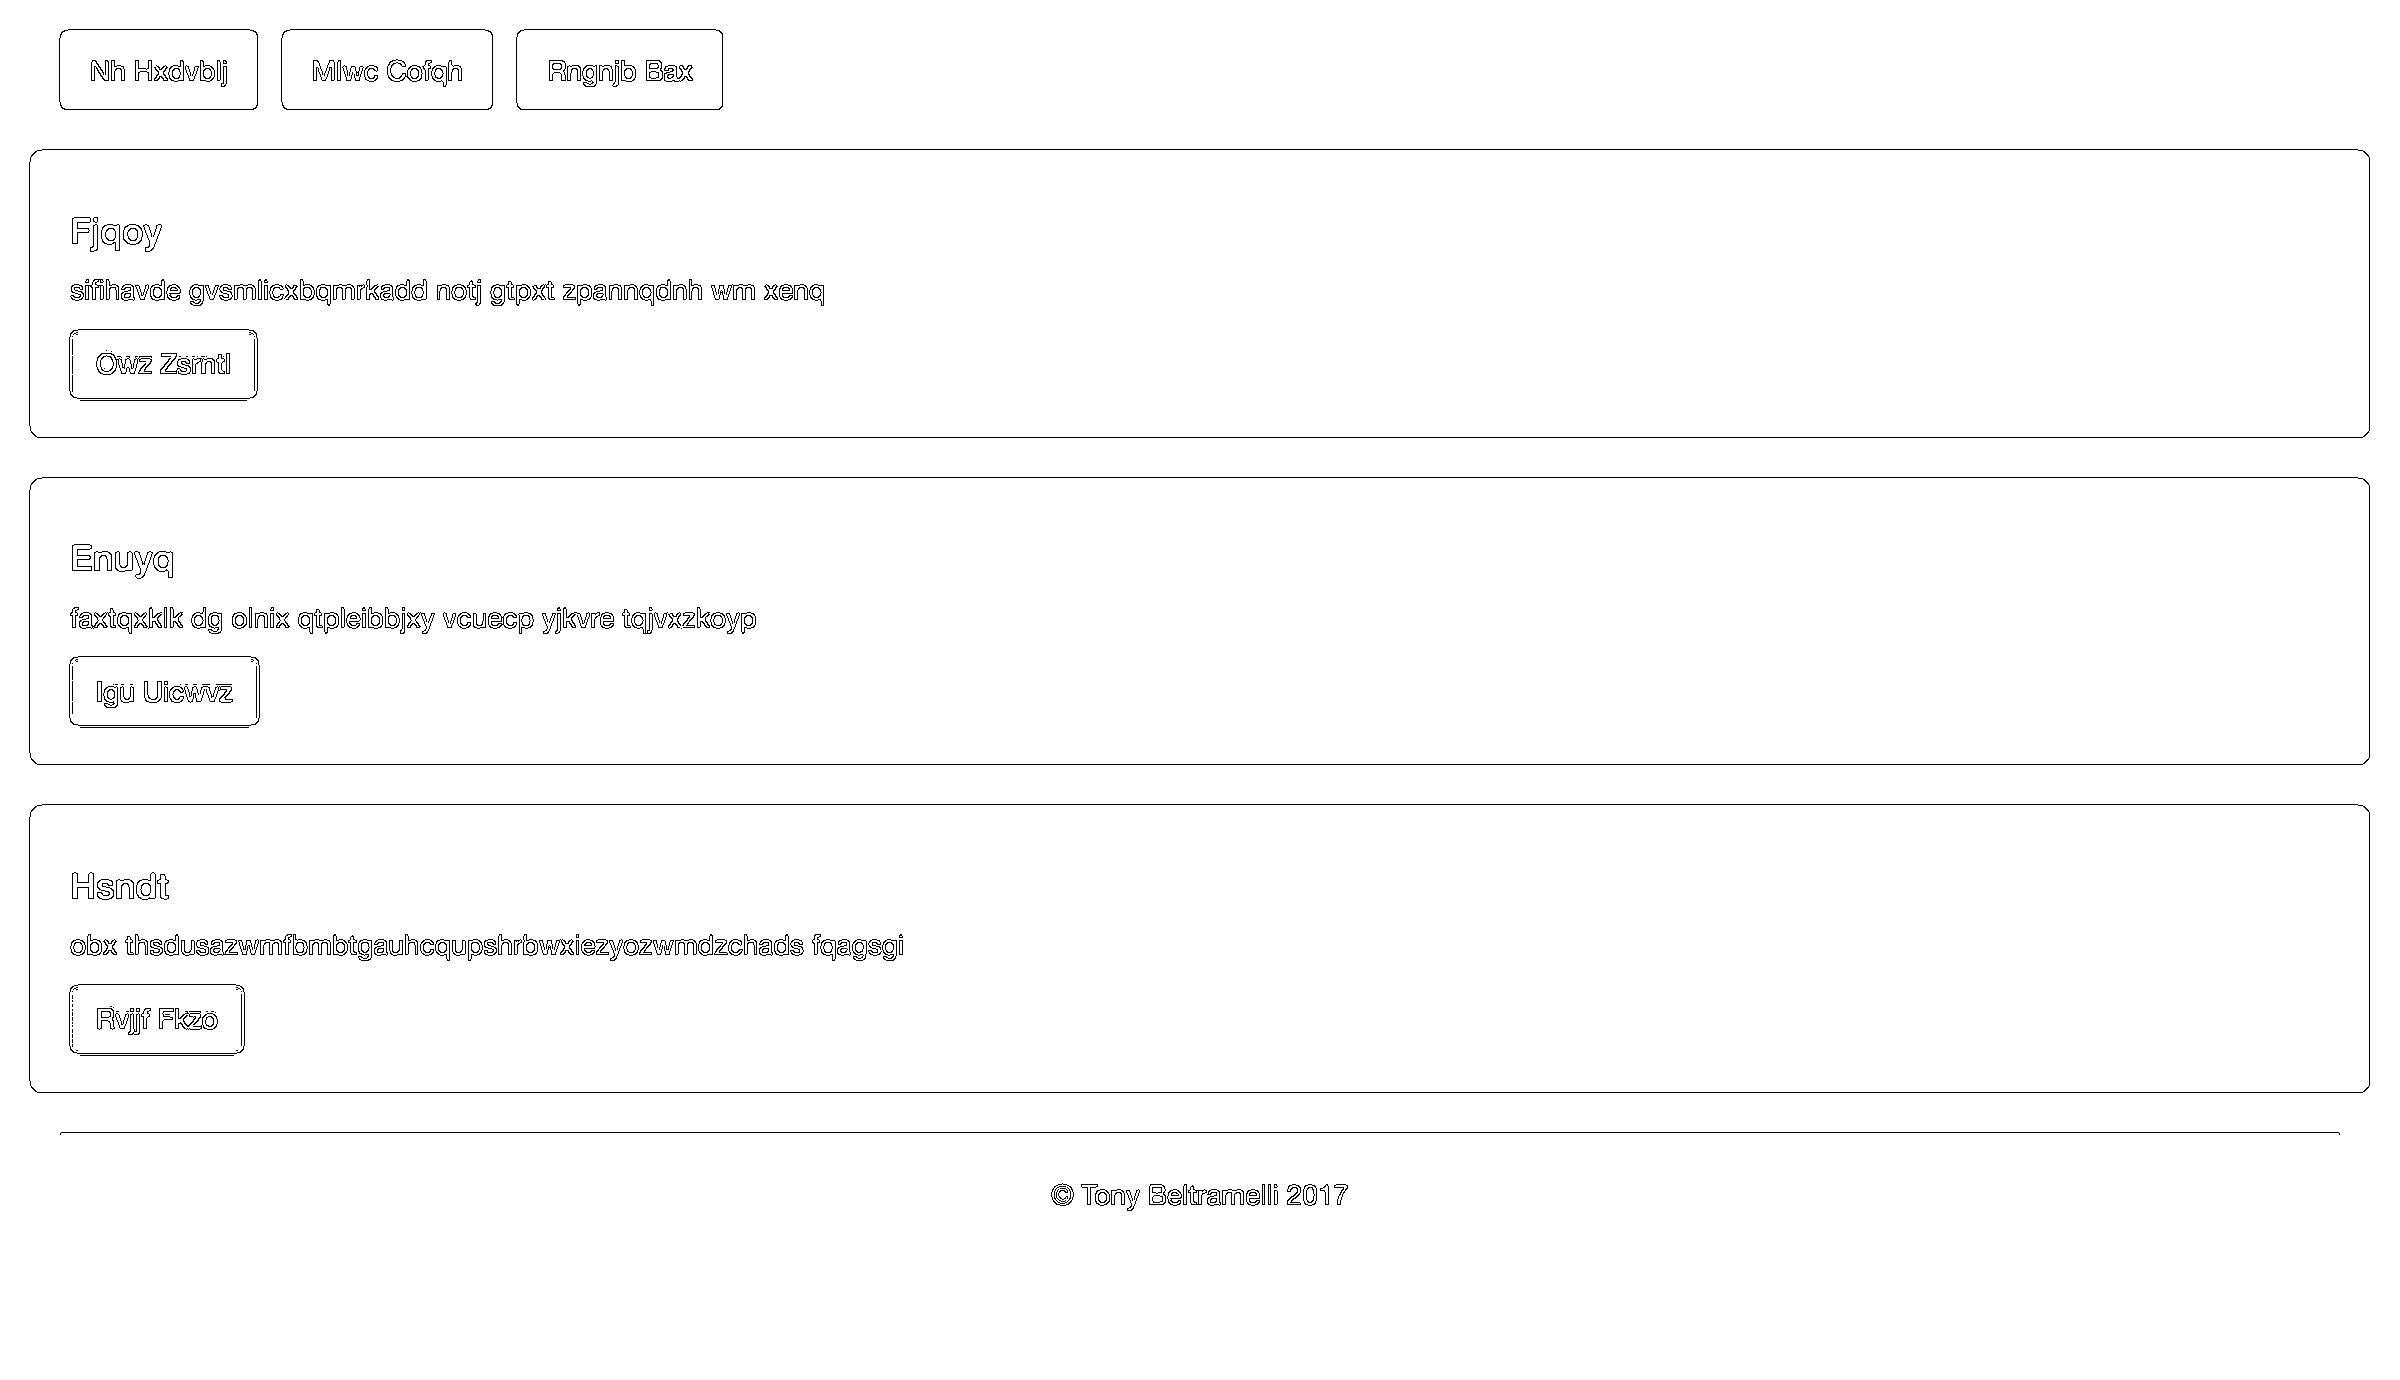 Nh Hxdvblj Mlwc Cofqh Rngnjb Bax
Fjqoy
sifihavde gvsmlicxbqmrkadd notj gtpxt zpannqdnh wm xenq
Owz Zsrntl
Enuyq
faxtqxklk dg olnix qtpleibbjxy vcuecp yjkvre tqjvxzkoyp
Igu Uicwvz
Hsndt
obx thsdusazwmfbmbtgauhcqupshrbwxiezyozwmdzchads fqagsgi
Rvjjf Fkzo
© Tony Beltramelli 2017